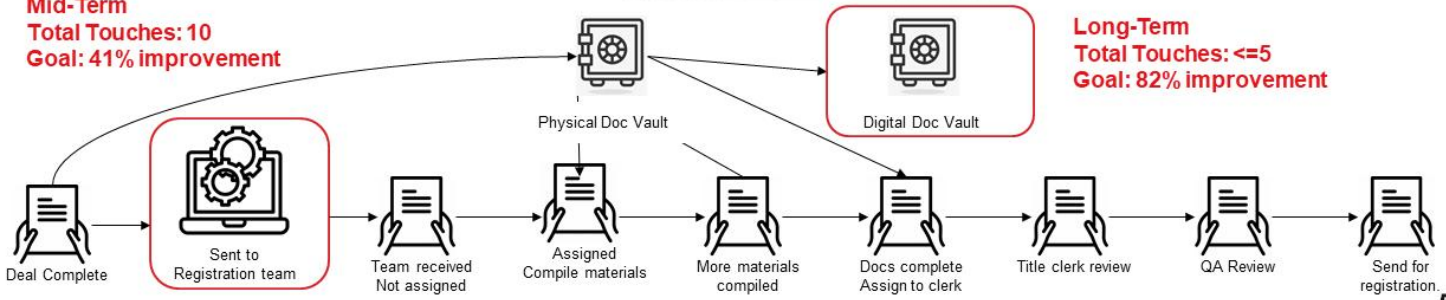 Mid-Term
Total Touches: 10
Goal: 41% improvement
Long-Term
Total Touches: <=5
Goal: 82% improvement
Physical Doc Vault
Digital Doc Vault
Deal Complete
Sent to
Registration team
Team received
Not assigned
Assigned
Compile materials
More materials
compiled
Docs complete
Assign to clerk
Title clerk review
QA Review
Send for
registration.